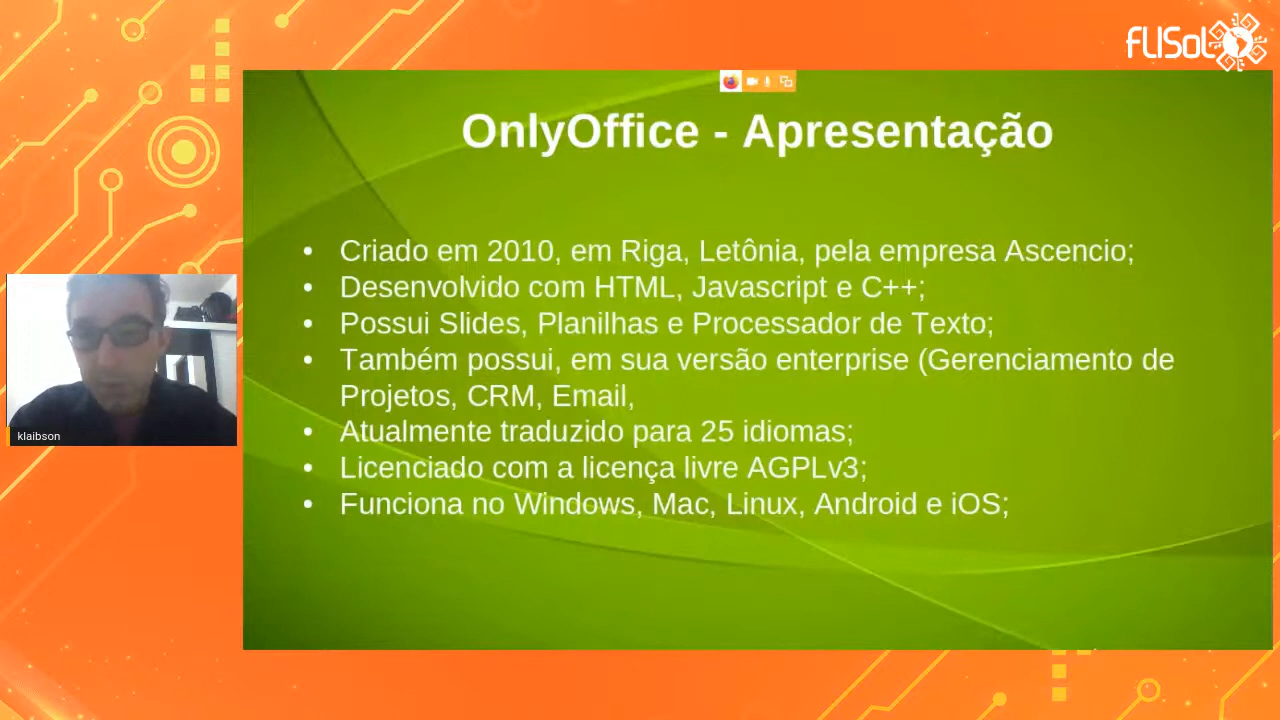 FLISoL
OnlyOffice - Apresentação
• Criado em 2010, em Riga, Letônia, pela empresa Ascencio;
• Desenvolvido com HTML, Javascript e C++;
• Possui Slides, Planilhas e Processador de Texto;
• Também possui, em sua versão enterprise (Gerenciamento de
Projetos, CRM, Email,
• Atualmente traduzido para 25 idiomas;
• Licenciado com a licença livre AGPLv3;
• Funciona no Windows, Mac, Linux, Android e iOS;
klaibson